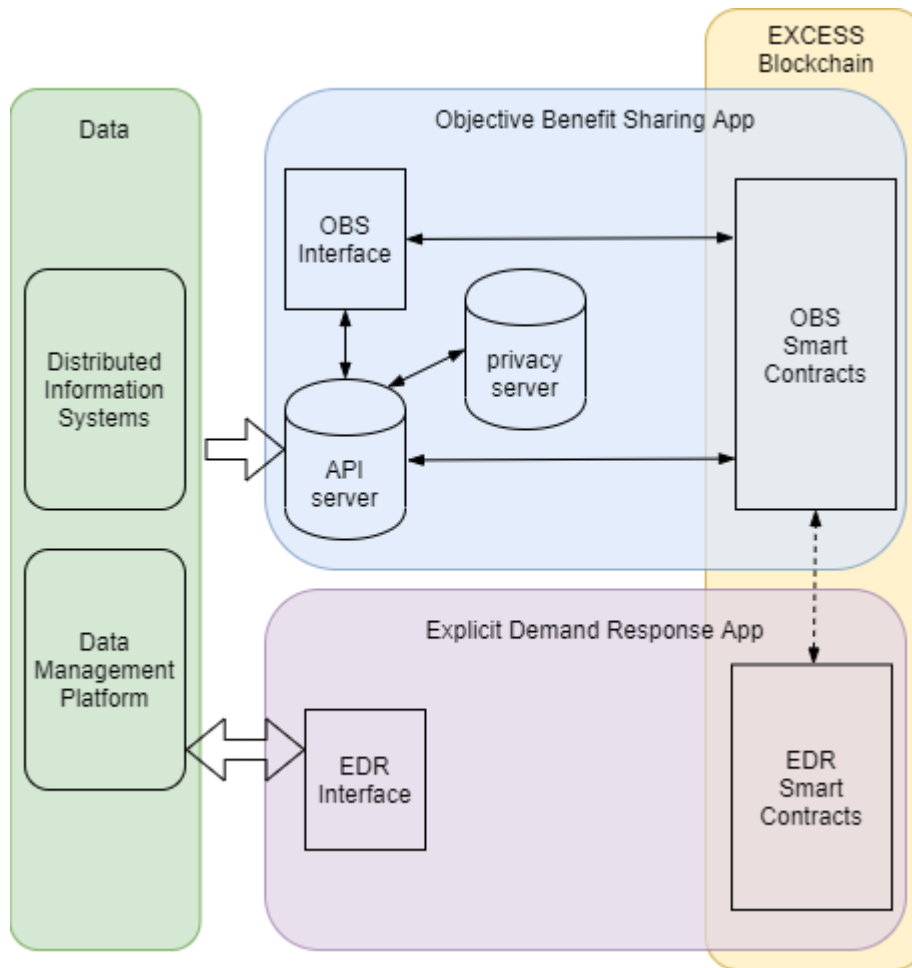 EXCESS
Blockchain
Data
Objective Benefit Sharing App
OBS
Interface
privacy
server
API
server
OBS
Smart
Contracts
Distributed
Information
Systems
Data
Management
Platform
Explicit Demand Response App
EDR
Interface
EDR
Smart
Contracts